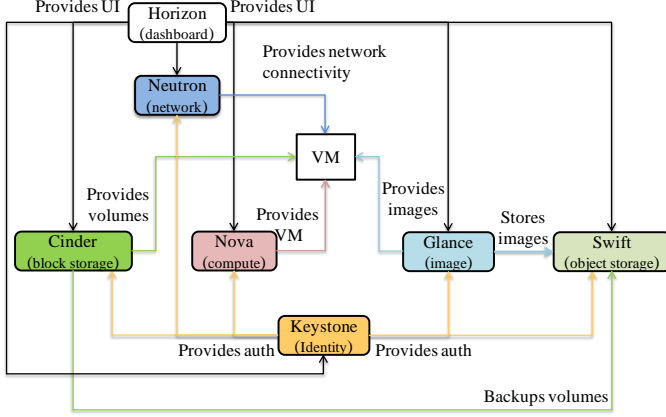 Provides UI
Horizon
(dashboard)
Provides UI
Neutron
(network)
Provides network
connectivity
VM
Provides
volumes
Provides
VM
Provides
images
Stores
images
Cinder
(block storage)
Nova
(compute)
Glance
(image)
Swift
(object storage)
Keystone
(Identity)
Provides auth
Provides auth
Backups volumes